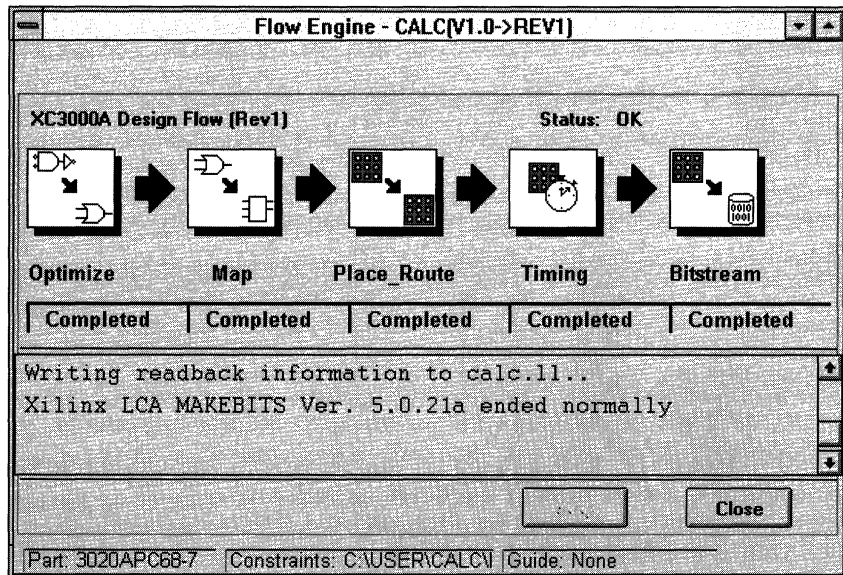 Flow Engine - CALC(V1.0->REV1)
XC3000A Design Flow (Rev1)
Status: OK
Optimize
Map
Place_Route
Timing
Bitstream
Completed
Completed
Completed
Completed
Completed
Writing readback information to calc.ll..
Xilinx LCA MAKEBITS Ver. 5.0.21a ended normally
Close
Part: 3020APC68-7
Constraints: C:\USER\CALC\
Guide: None